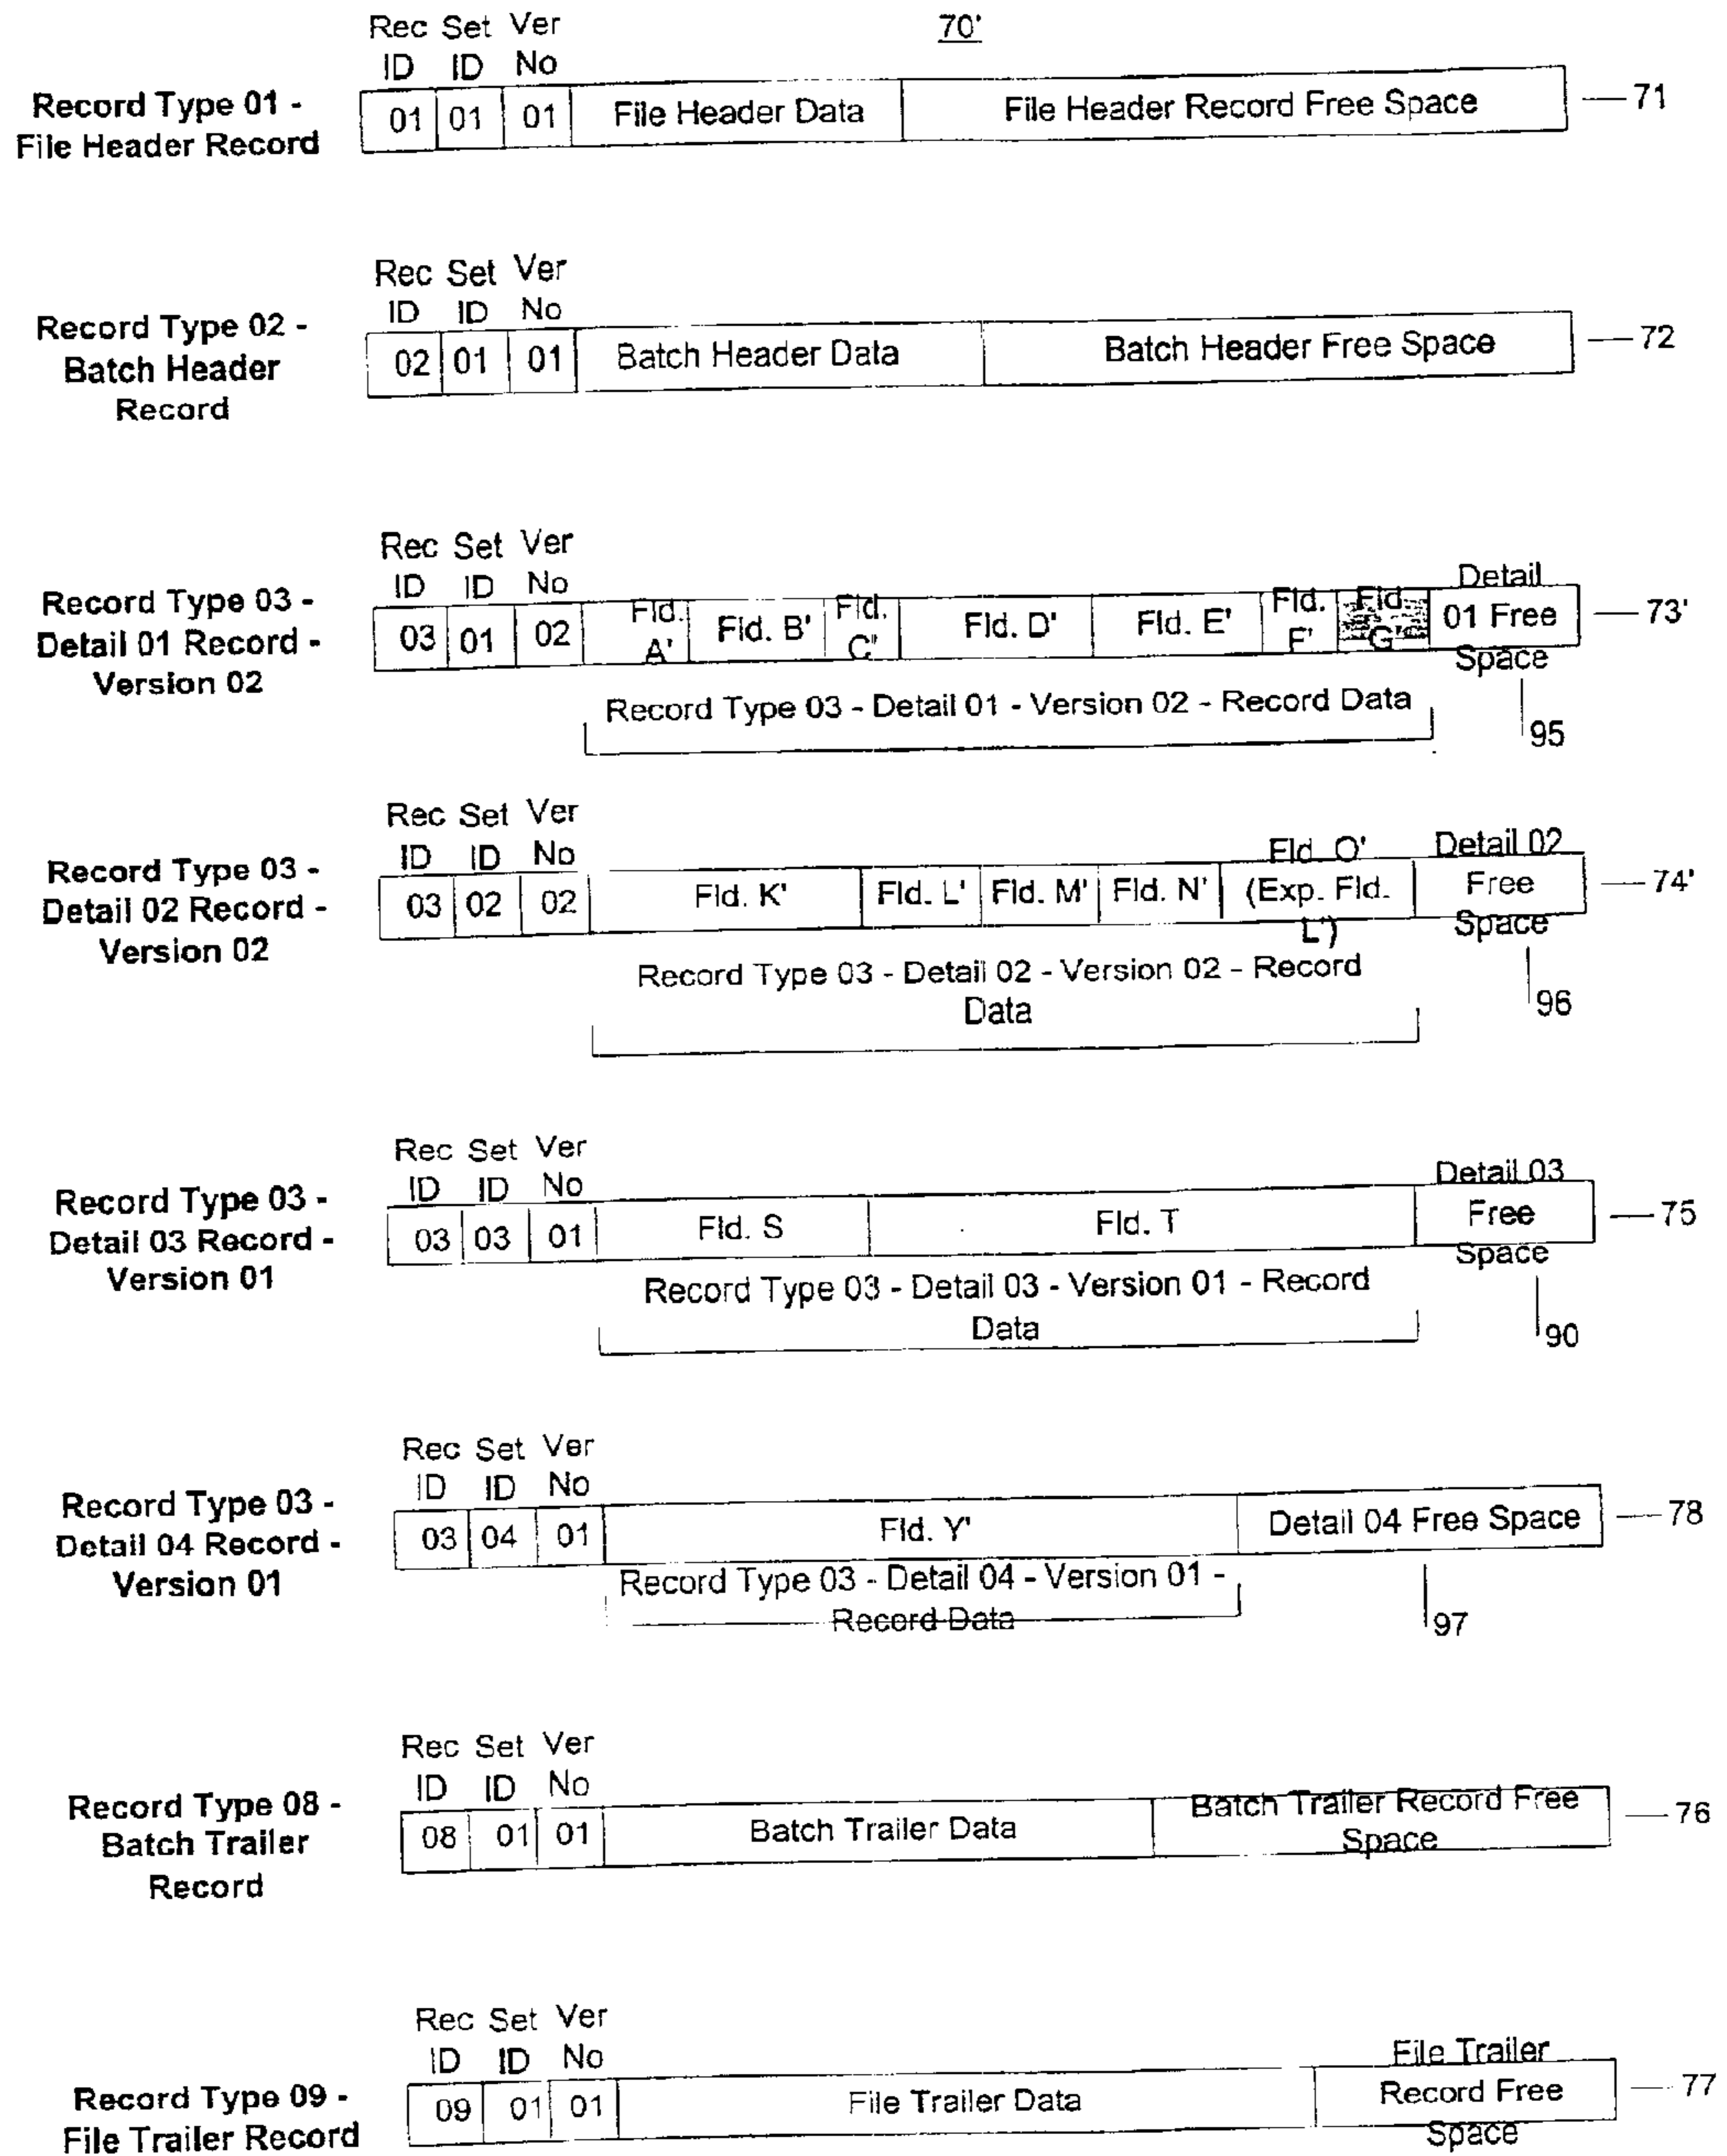 70'
Rec Set Ver
ID ID No
Record Type 01 -
File Header Record
01 01 01 File Header Data File Header Record Free Space 71
Rec Set Ver
ID ID No
Record Type 02 -
Batch Header
Record
02 01 01 Batch Header Data Batch Header Free Space 72
Rec Set Ver
ID ID No
Record Type 03 -
Detail 01 Record -
Version 02
03 01 02 Fld. A' Fld. B' Fld. C' Fld. D' Fld. E' Fld. F' Fld. G' Detail 01 Free Space 73'
Record Type 03 - Detail 01 - Version 02 - Record Data
95
Rec Set Ver
ID ID No
Record Type 03 -
Detail 02 Record -
Version 02
03 02 02 Fld. K' Fld. L' Fld. M' Fld. N' Fld. O' (Exp. Fld. L') Detail 02 Free Space 74'
Record Type 03 - Detail 02 - Version 02 - Record
Data
96
Rec Set Ver
ID ID No
Record Type 03 -
Detail 03 Record -
Version 01
03 03 01 Fld. S Fld. T Detail 03 Free Space 75
Record Type 03 - Detail 03 - Version 01 - Record
Data
90
Rec Set Ver
ID ID No
Record Type 03 -
Detail 04 Record -
Version 01
03 04 01 Fld. Y' Detail 04 Free Space 78
Record Type 03 - Detail 04 - Version 01 -
Record Data
97
Rec Set Ver
ID ID No
Record Type 08 -
Batch Trailer
Record
08 01 01 Batch Trailer Data Batch Trailer Record Free Space 76
Rec Set Ver
ID ID No
Record Type 09 -
File Trailer Record
09 01 01 File Trailer Data File Trailer Record Free Space 77